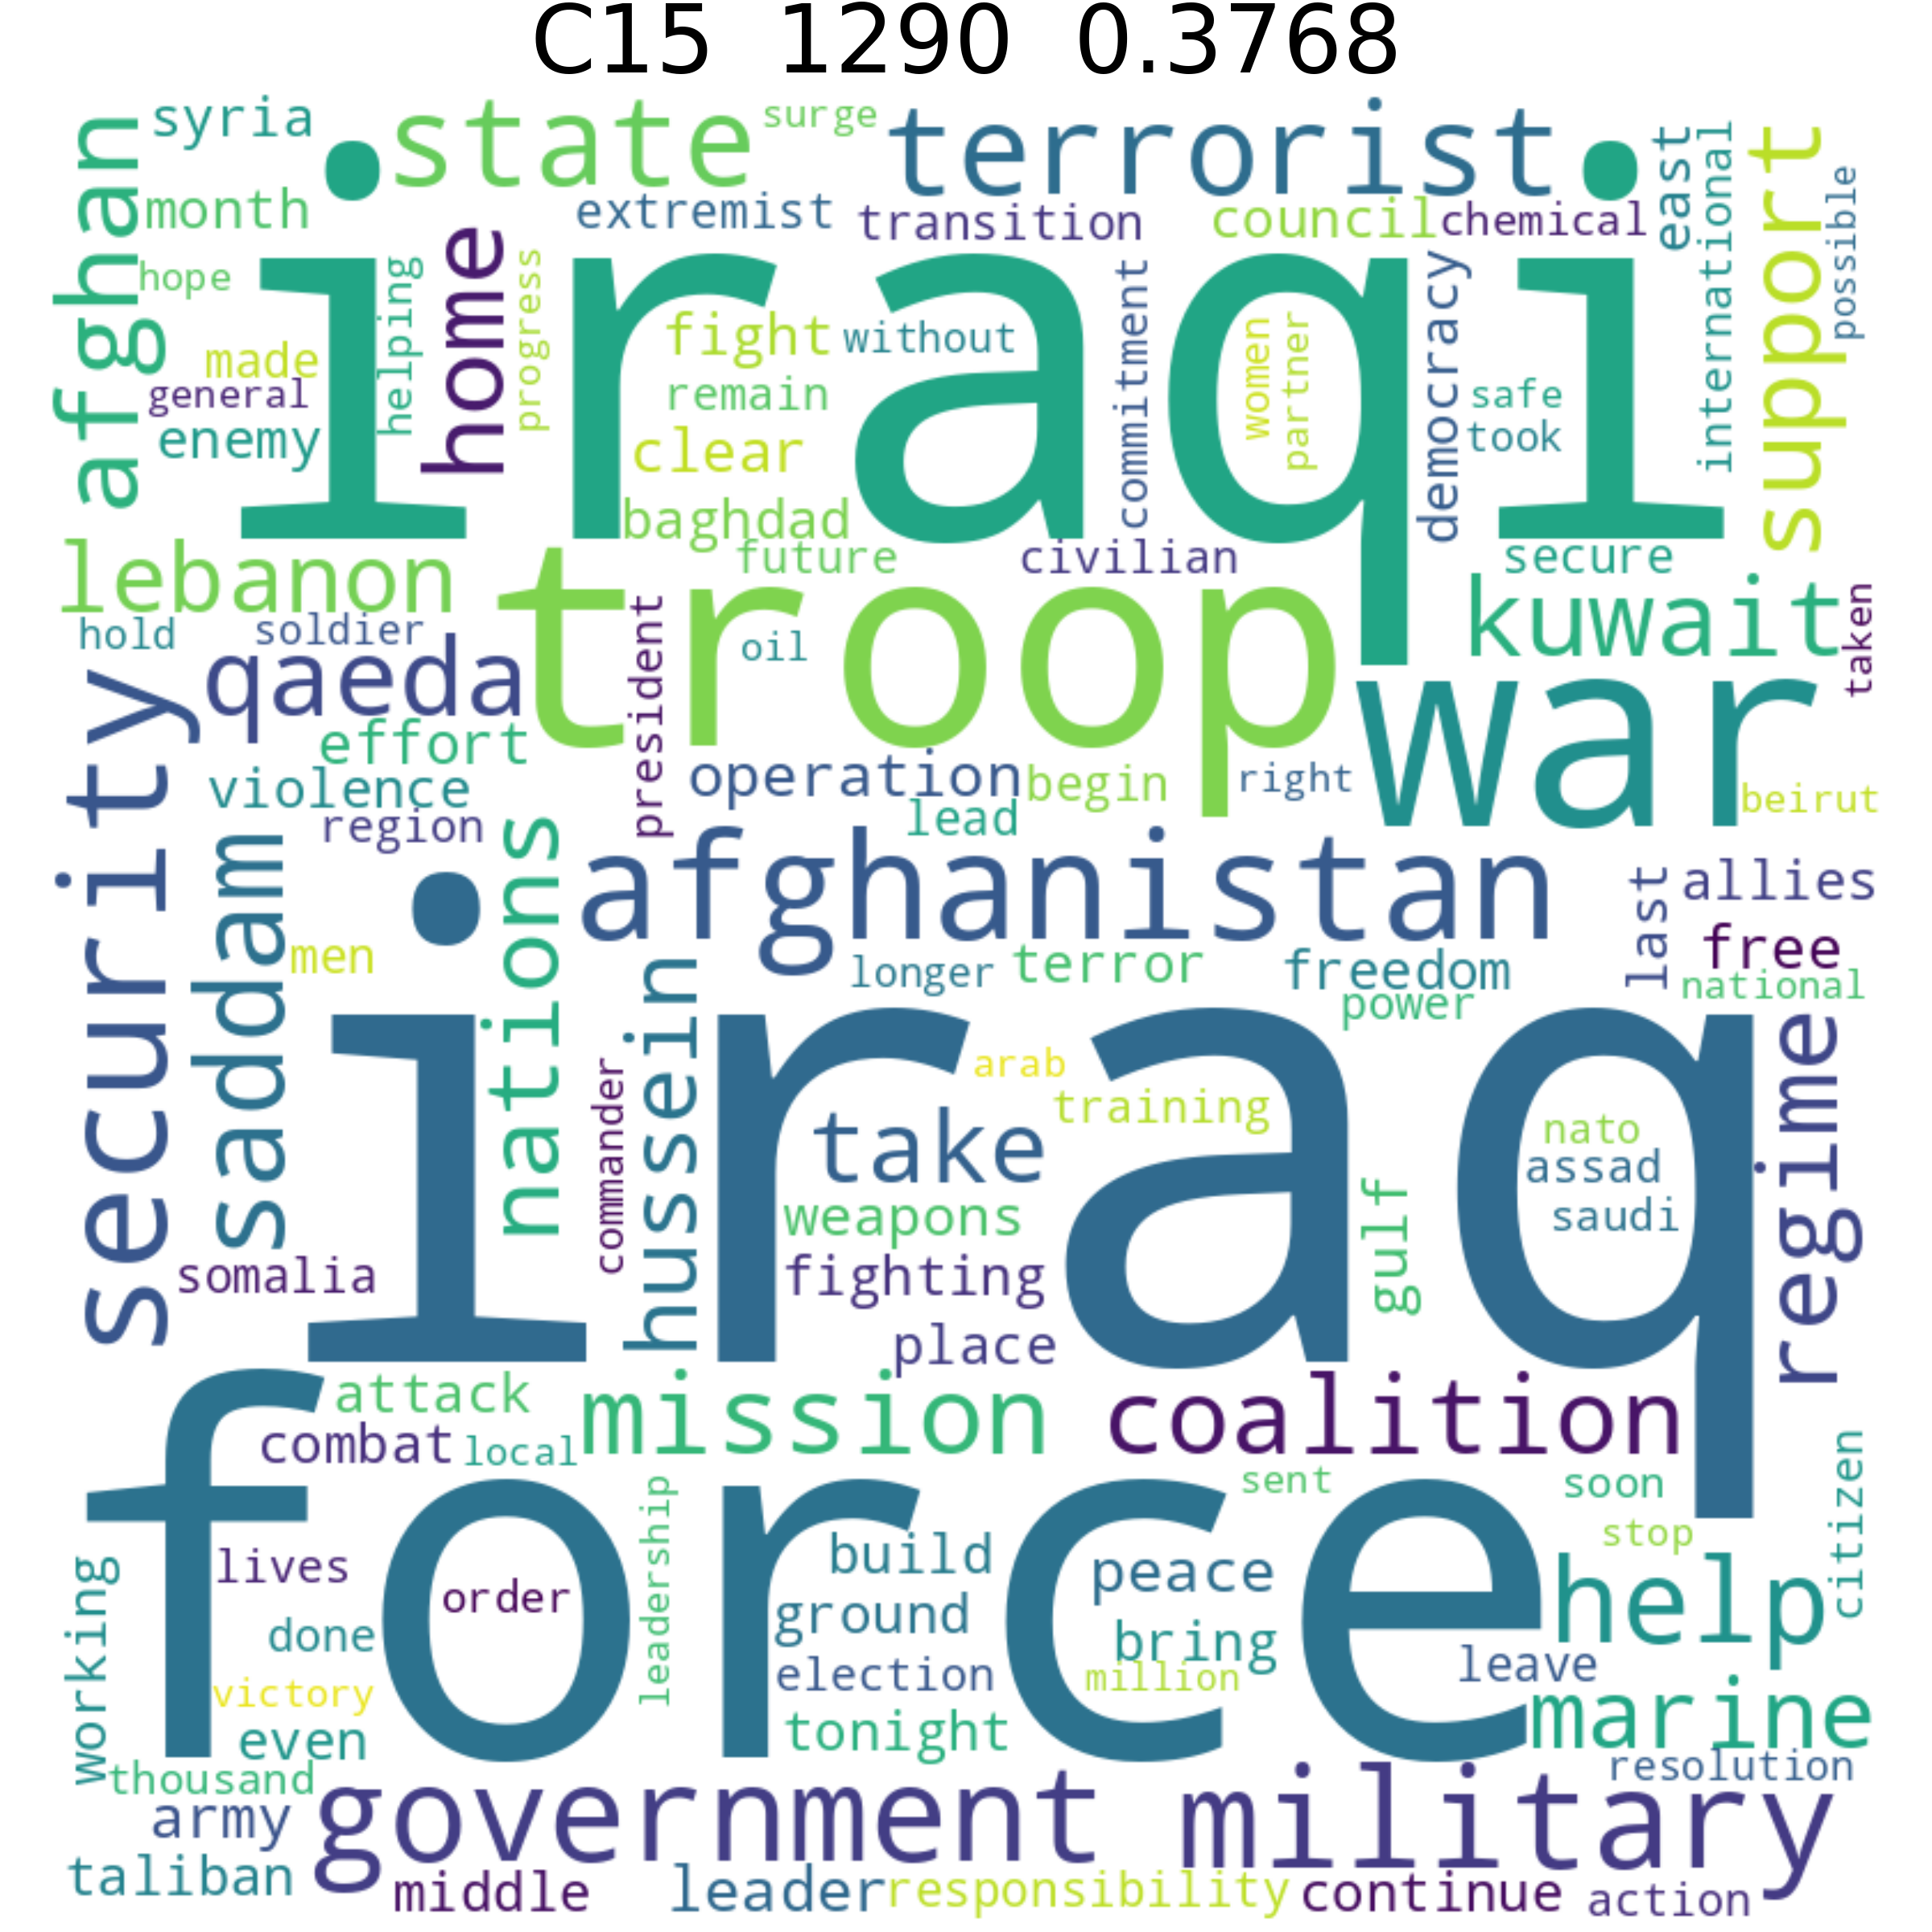 C15 1290 0.3768
syria
state
surge
terrorist
afghan
month
extremist
transition
council
chemical
east
international
support
possible
hope
iraqi
helping
home
progress
made
general
enemy
fight
without
remain
clear
baghdad
commitment
women
partner
democracy
safe
took
future
civilian
secure
lebanon
troop
kuwait
hold
soldier
oil
president
taken
qaeda
war
security
effort
violence
region
operation
begin
lead
right
beirut
saddam
nations
afghanistan
last
allies
men
longer
terror
freedom
free
national
power
hussein
iraq
commander
arab
training
take
nato
assad
saudi
regime
weapons
gulf
somalia
fighting
place
force
attack
mission
coalition
combat
local
sent
soon
citizen
leadership
stop
working
lives
order
build
peace
help
done
ground
bring
election
million
leave
victory
even
tonight
marine
thousand
resolution
army
government
military
taliban
middle
leader
responsibility
continue
action